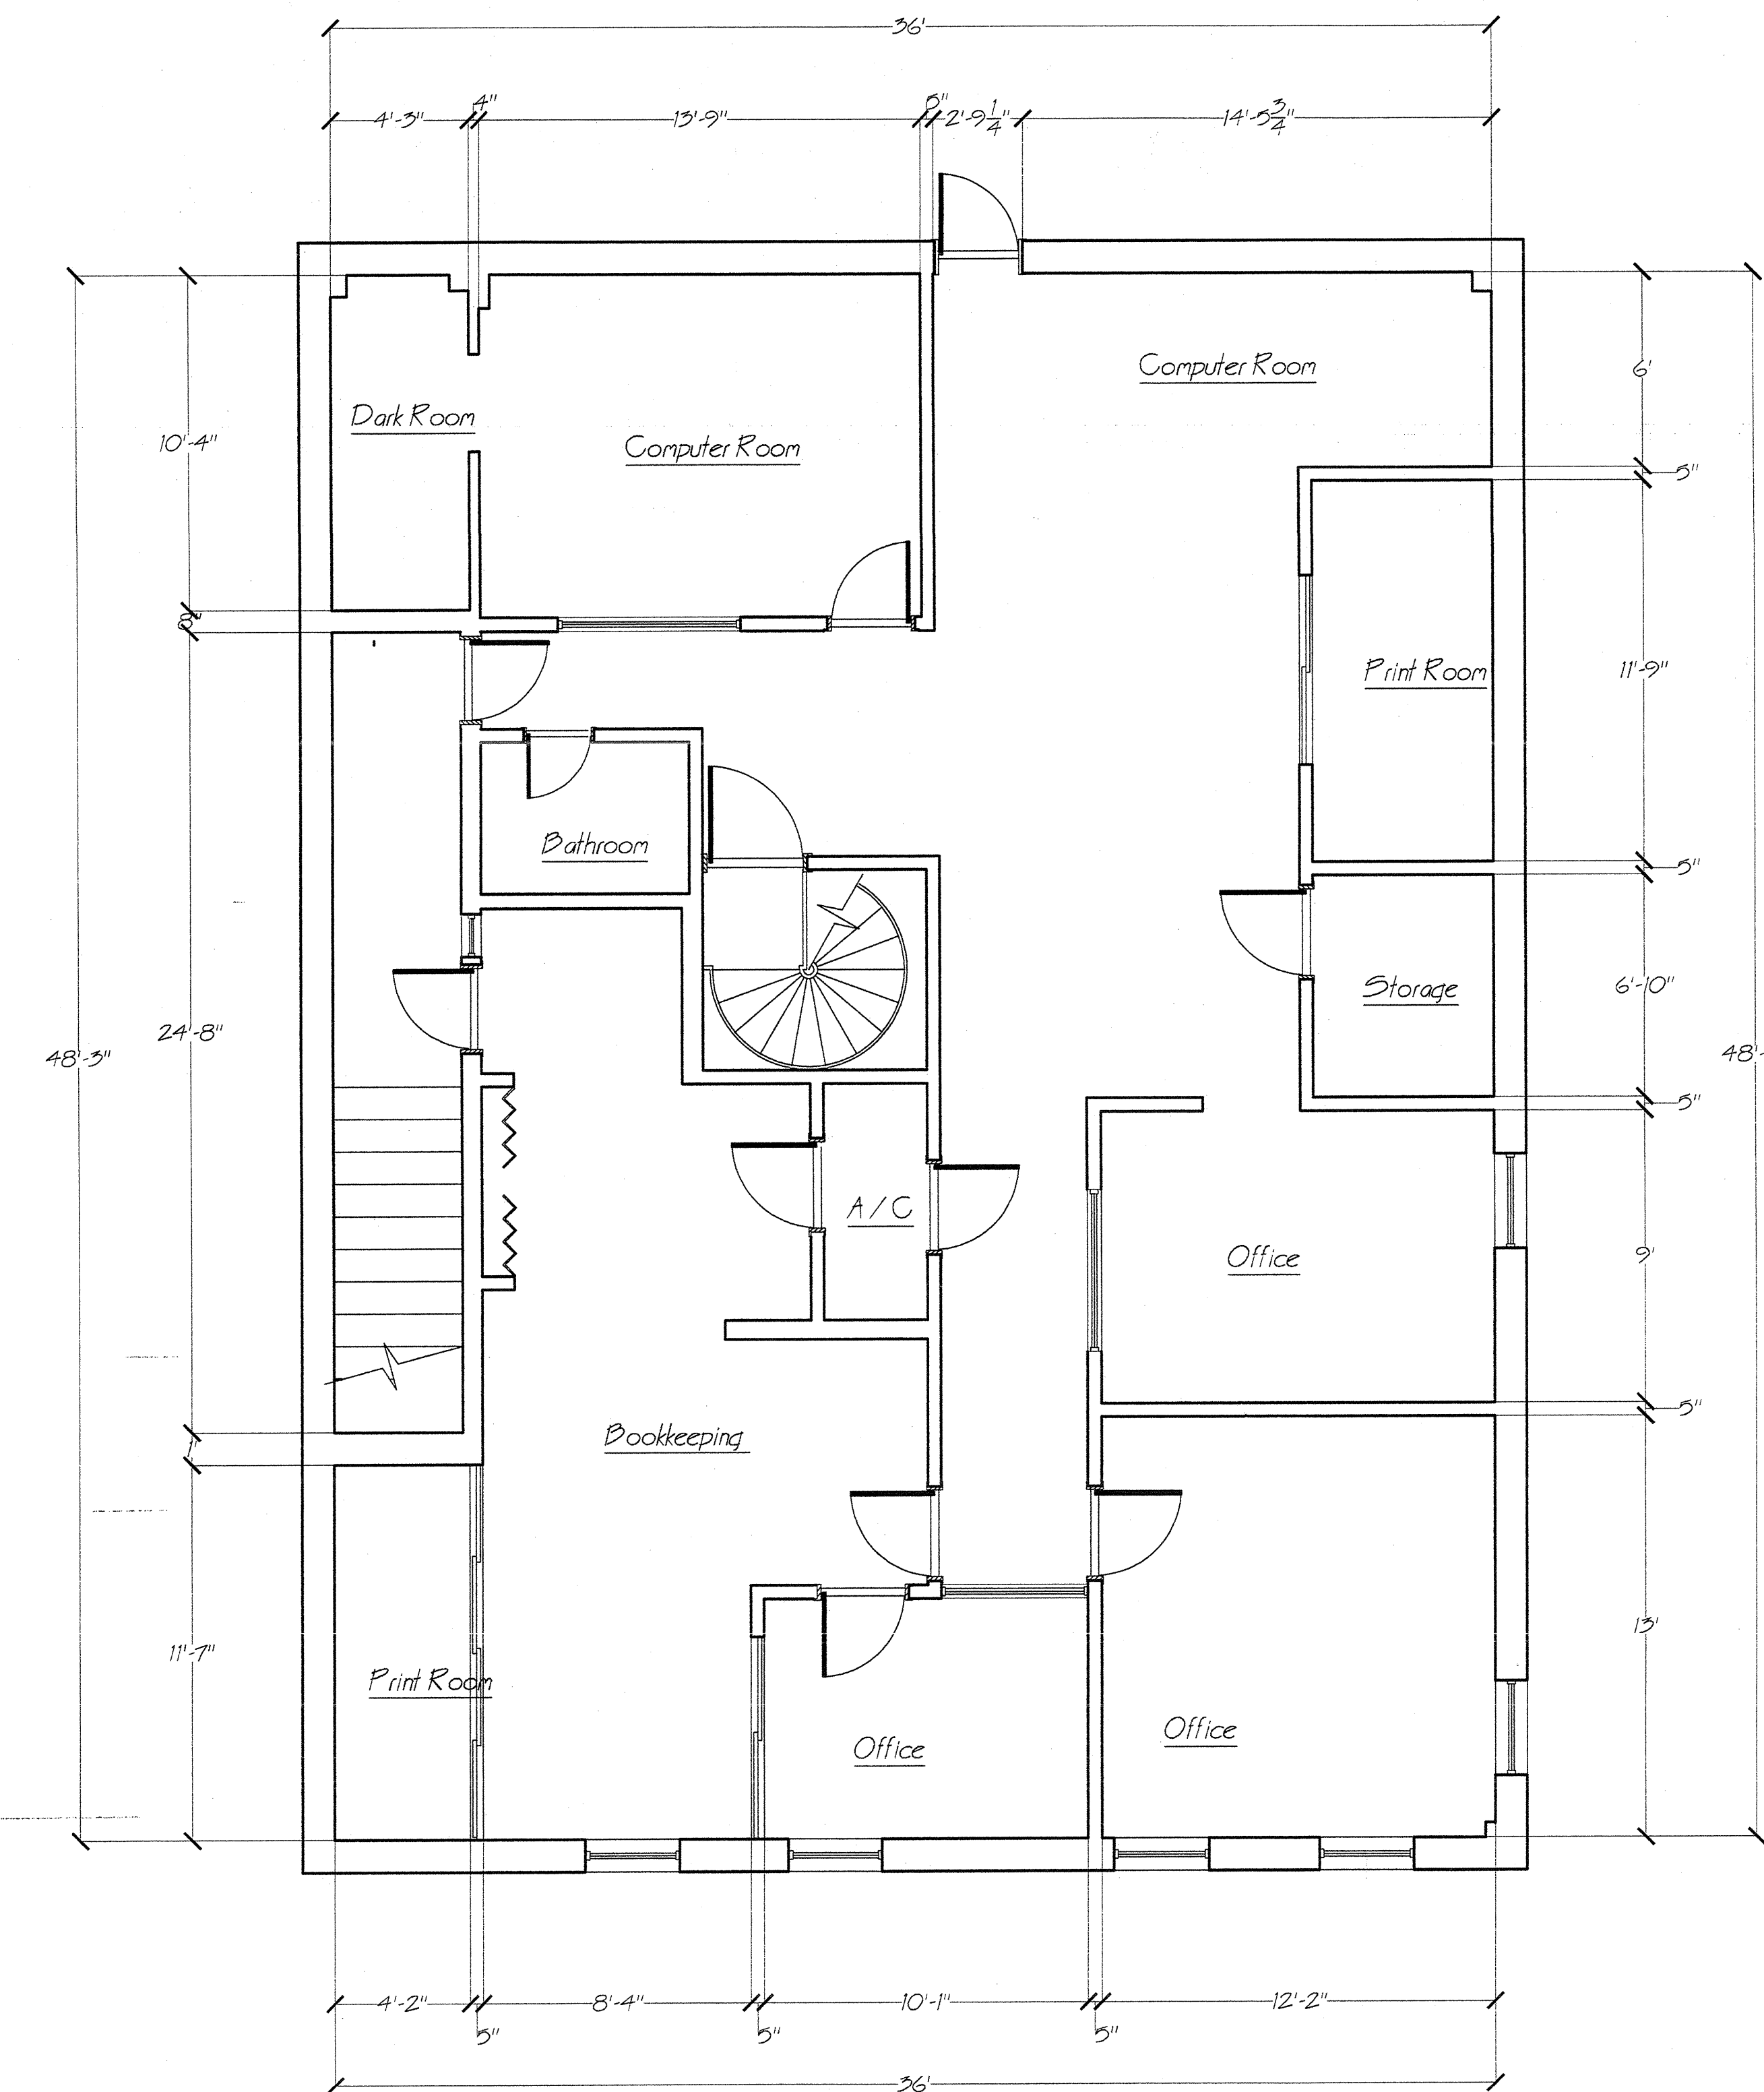 36'
4'-3" 4" 13'-9" 5" 2'-9 1/4" 14'-5 3/4"
Computer Room
6'
Dark Room
10'-4"
Computer Room
5"
8"
Print Room
11'-9"
Bathroom
5"
Storage
6'-10"
24'-8"
48'-3"
48'-
5"
A / C
Office
9'
5"
Bookkeeping
1'
13'
11'-7"
Print Room
Office
Office
4'-2" 8'-4" 10'-1" 12'-2"
5" 5" 5"
36'